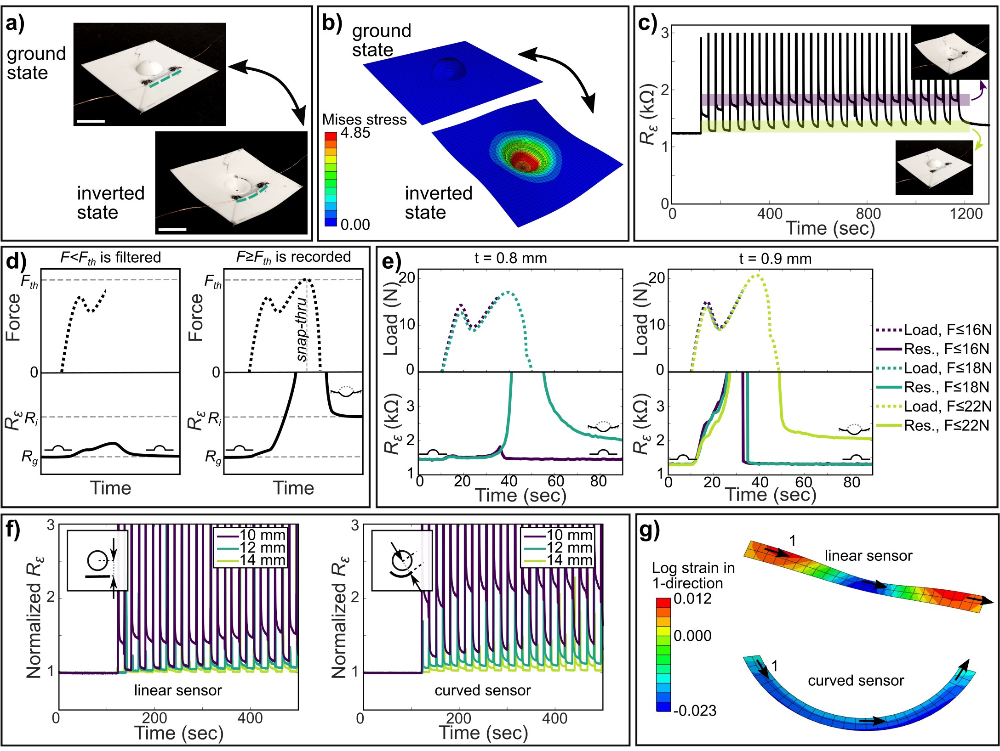 a)
ground
state
inverted
state
b)
ground
state
Mises stress
4.85
0.00
inverted
state
c)
3
2
1
0
Rε (kΩ)
0
400
800
1200
Time (sec)
d)
F<Fth is filtered
F≥Fth is recorded
Fth
Force
0
Rε
Ri
Rg
Time
Fth
Force
snap-thru
0
Rε
Ri
Rg
Time
e)
t = 0.8 mm
20
10
0
Load (N)
3
2
1
Rε (kΩ)
0
20
40
60
80
Time (sec)
t = 0.9 mm
20
10
0
Load (N)
3
2
1
Rε (kΩ)
0
20
40
60
80
Time (sec)
Load, F≤16N
Res., F≤16N
Load, F≤18N
Res., F≤18N
Load, F≤22N
Res., F≤22N
f)
3
2
1
Normalized Rε
10 mm
12 mm
14 mm
linear sensor
0
200
400
Time (sec)
3
2
1
Normalized Rε
10 mm
12 mm
14 mm
curved sensor
0
200
400
Time (sec)
g)
1
linear sensor
Log strain in
1-direction
0.012
0.000
-0.023
1
curved sensor